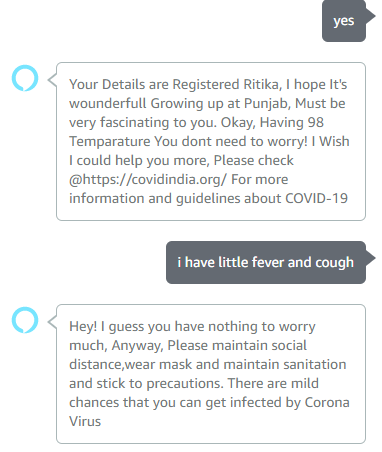 yes
Your Details are Registered Ritika, I hope It's
wounderfull Growing up at Punjab, Must be
very fascinating to you. Okay, Having 98
Temparature You dont need to worry! I Wish
I could help you more, Please check
@https://covidindia.org/ For more
information and guidelines about COVID-19
i have little fever and cough
Hey! I guess you have nothing to worry
much, Anyway, Please maintain social
distance,wear mask and maintain sanitation
and stick to precautions. There are mild
chances that you can get infected by Corona
Virus